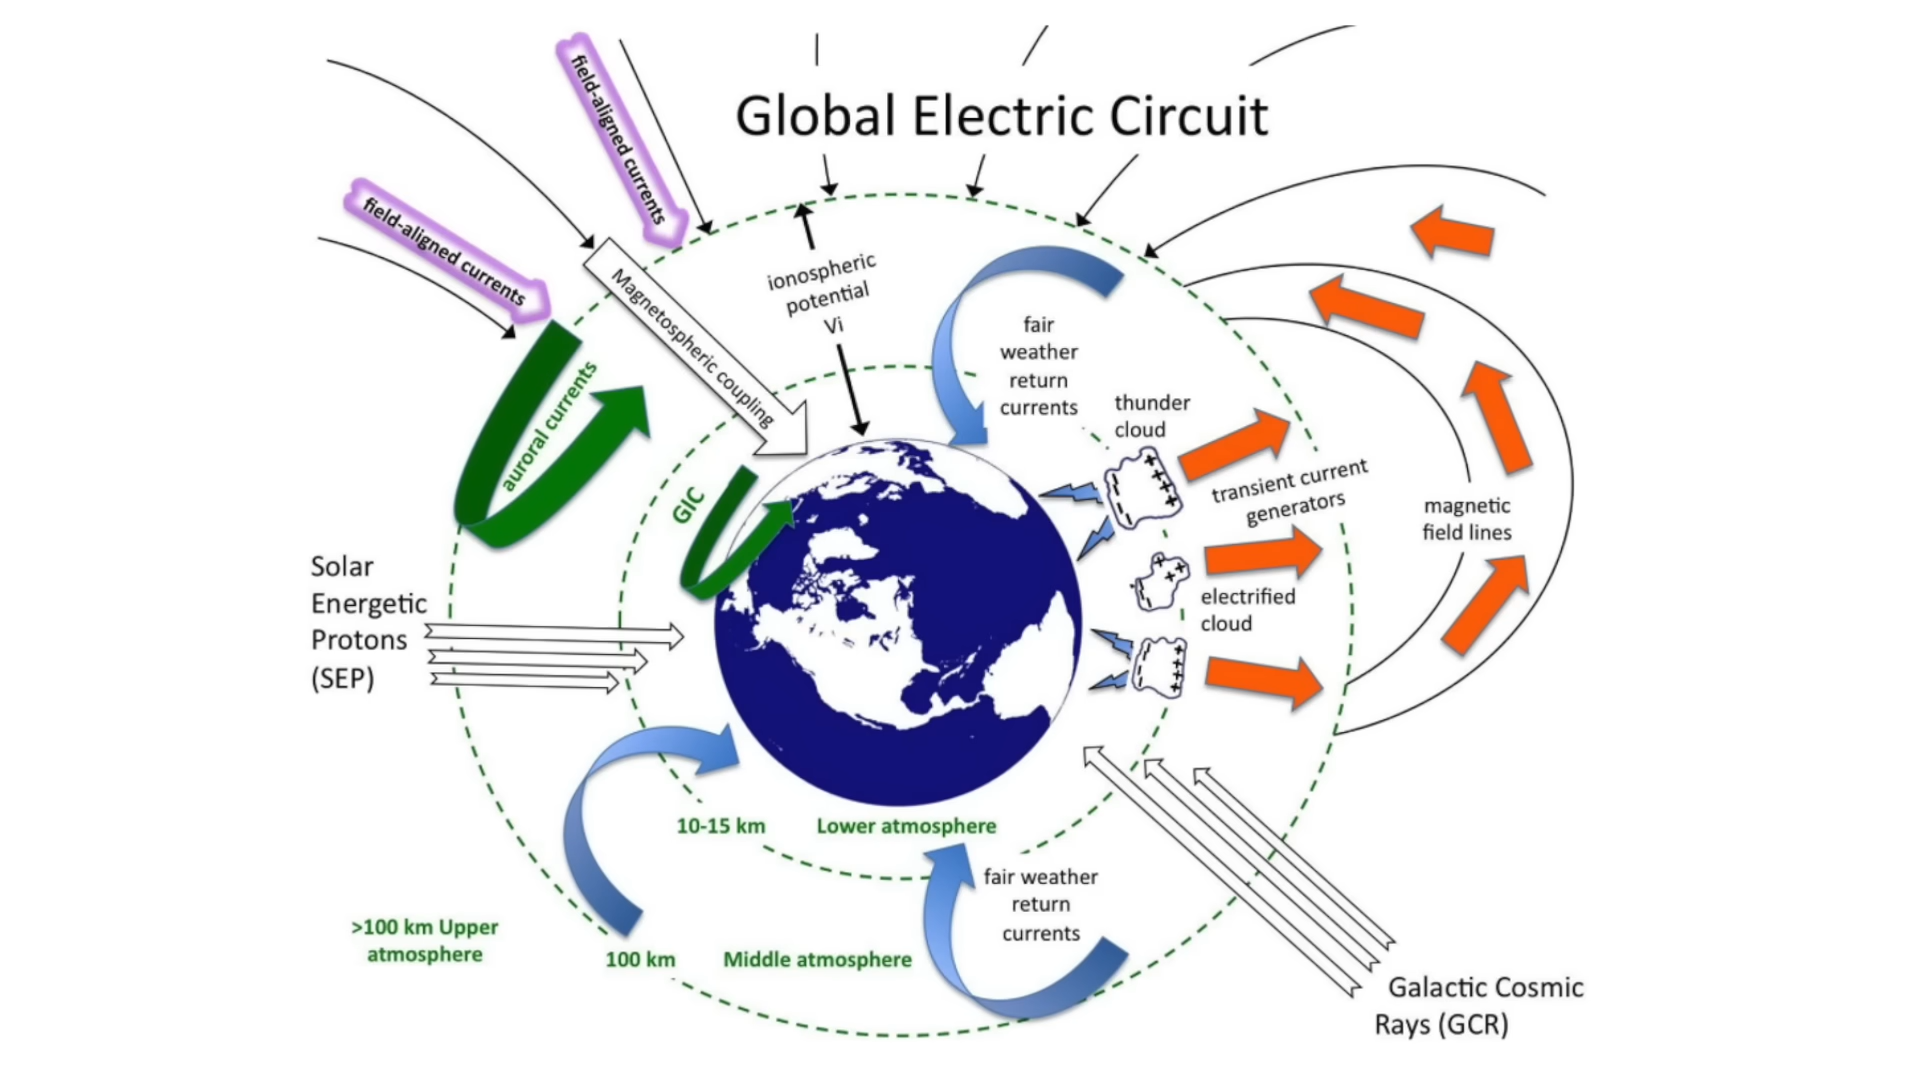 Global Electric Circuit
field-aligned currents
field-aligned currents
Magnetospheric coupling
ionospheric
potential
Vi
fair
weather
return
currents
thunder
cloud
auroral currents
GIC
transient current
generators
magnetic
field lines
electrified
cloud
Solar
Energetic
Protons
(SEP)
10-15 km
Lower atmosphere
fair weather
return
currents
>100 km Upper
atmosphere
100 km
Middle atmosphere
Galactic Cosmic
Rays (GCR)